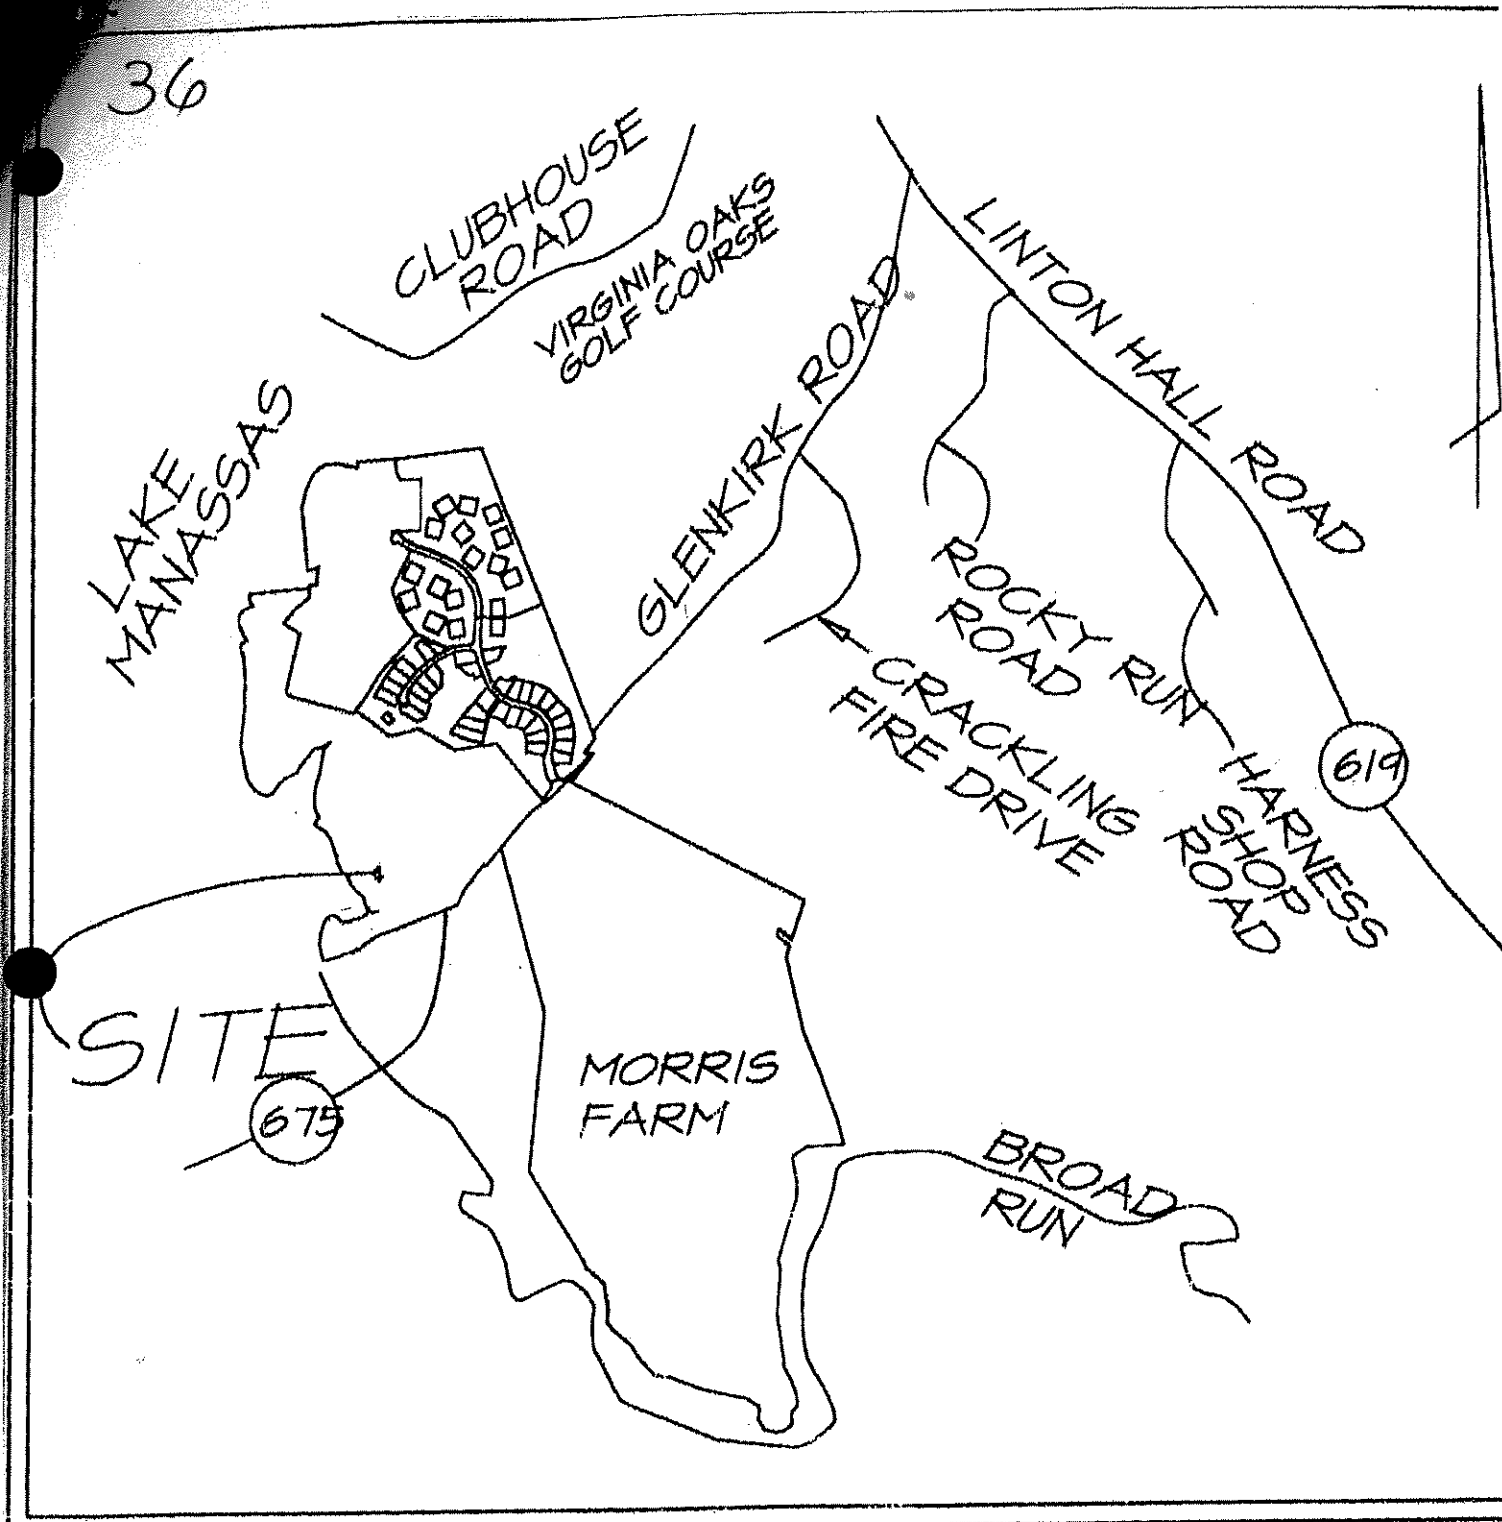 36
CLUBHOUSE
ROAD
VIRGINIA OAKS
GOLF COURSE
LINTON HALL ROAD
GLENKIRK ROAD
LAKE
MANASSAS
ROCKY RUN
ROAD
CRACKLING
FIRE DRIVE
619
HARNESS
SHOP
ROAD
SITE
675
MORRIS
FARM
BROAD
RUN